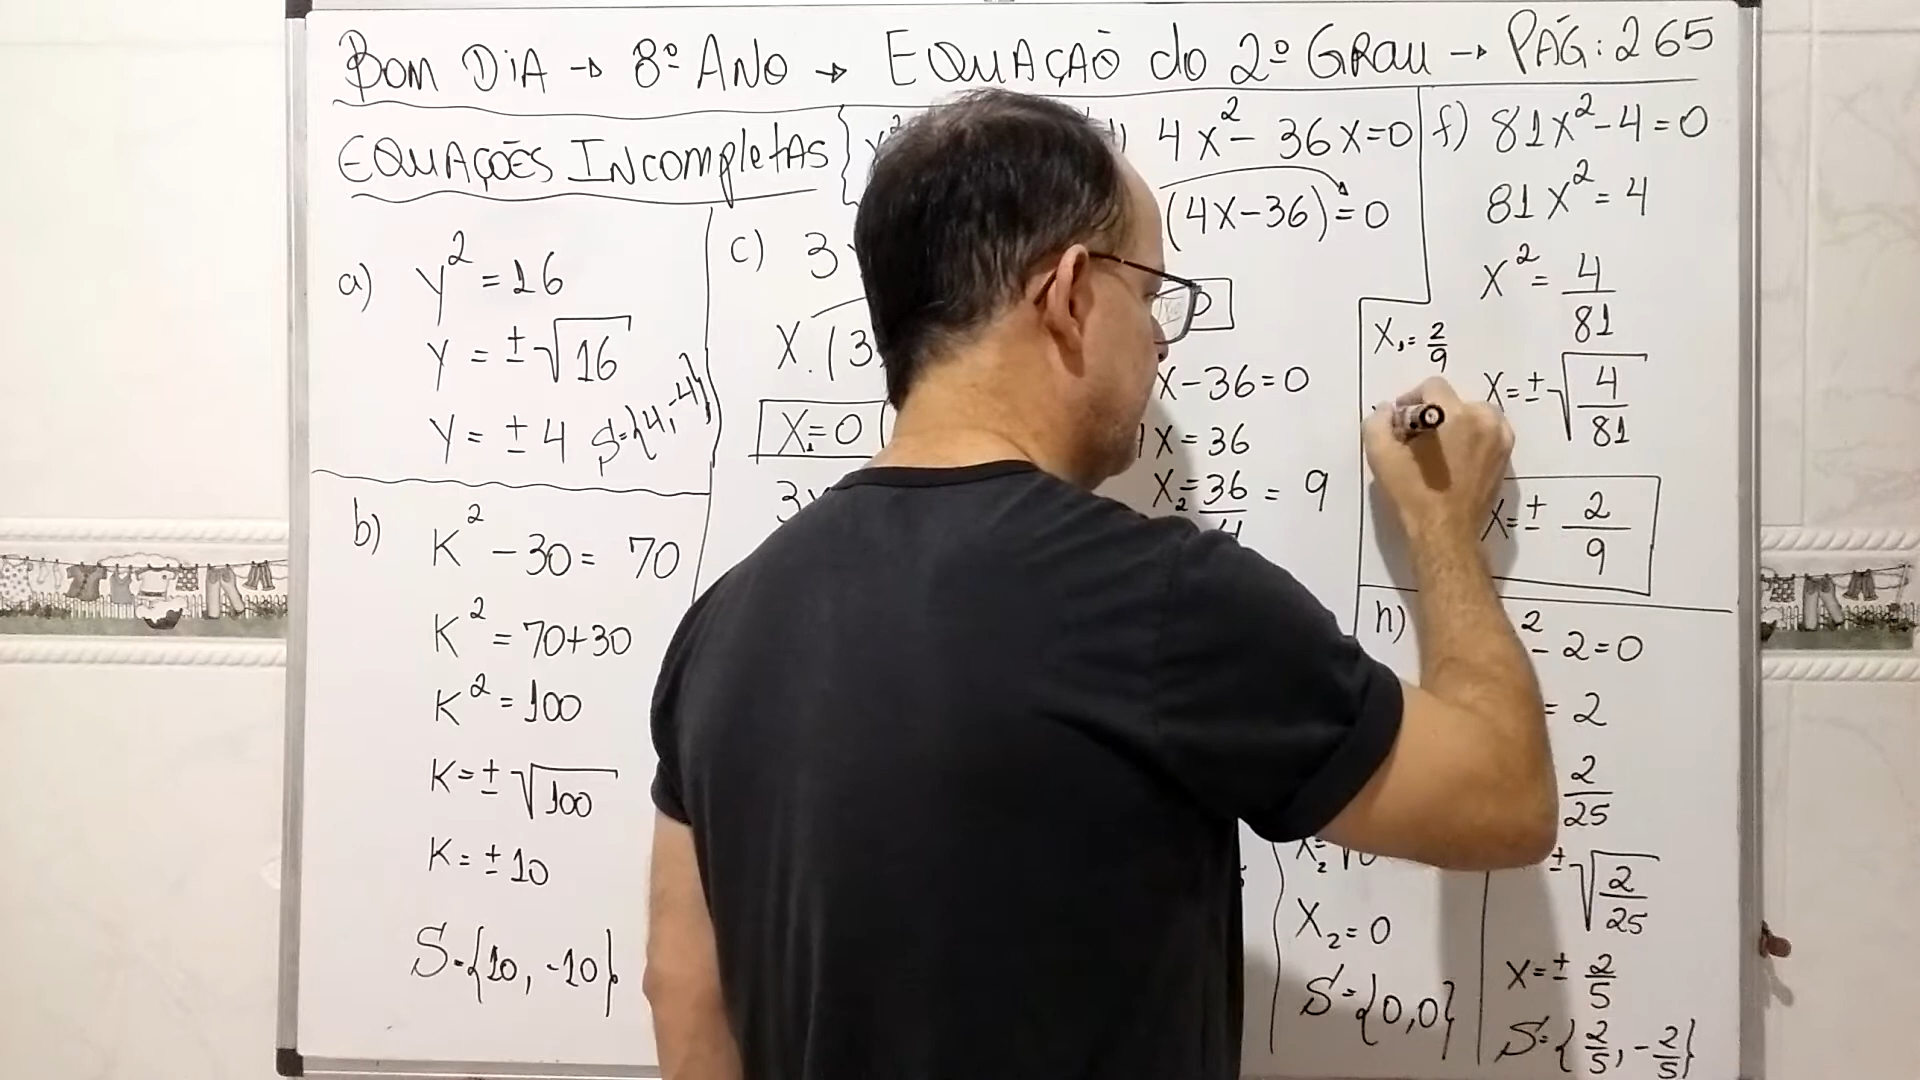 Bom Dia → 8º Ano → Equação do 2º Grau → Pág: 265
Equações Incompletas
a) y² = 16
y = ± √16
y = ± 4 S={4,-4}
b) K² - 30 = 70
K² = 70+30
K² = 100
K = ± √100
K = ± 10
S={10, -10}
c) 3
X.(3
X₁=0
3
4x² - 36x=0
(4x-36)=0
x-36=0
x=36
X₂=36 = 9
f) 81x²-4=0
81x²=4
x²= 4/81
x=± √4/81
x=± 2/9
X₁= 2/9
h) ² - 2=0
= 2
2/25
± √2/25
x=± 2/5
S={2/5, -2/5}
X₂=0
S={0,0}